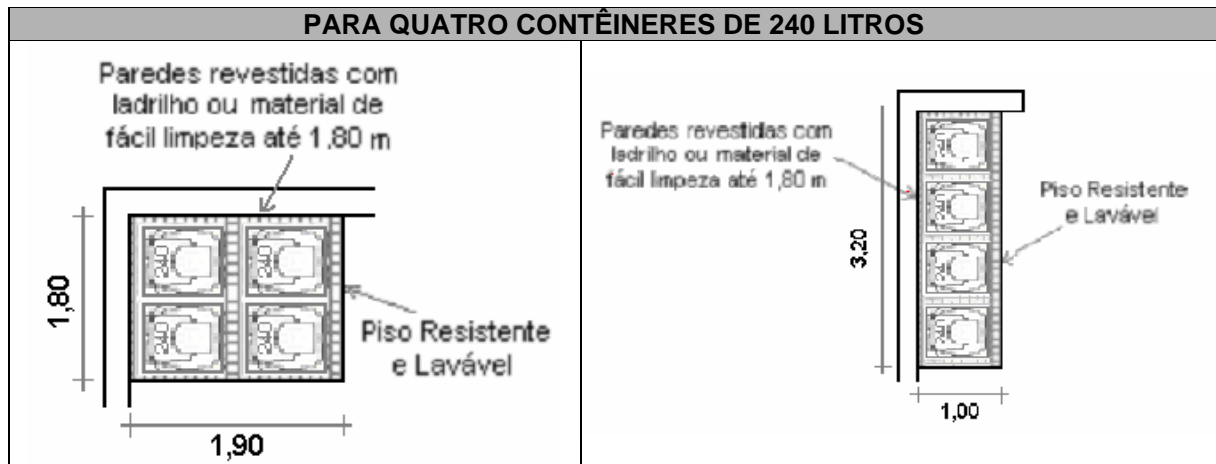 PARA QUATRO CONTÊINERES DE 240 LITROS
Paredes revestidas com
ladrilho ou material de
fácil limpeza até 1,80 m
240
240
240
240
1,80
Piso Resistente
e Lavável
1,90
Paredes revestidas com
ladrilho ou material de
fácil limpeza até 1,80 m
240
240
240
240
Piso Resistente
e Lavável
3,20
1,00